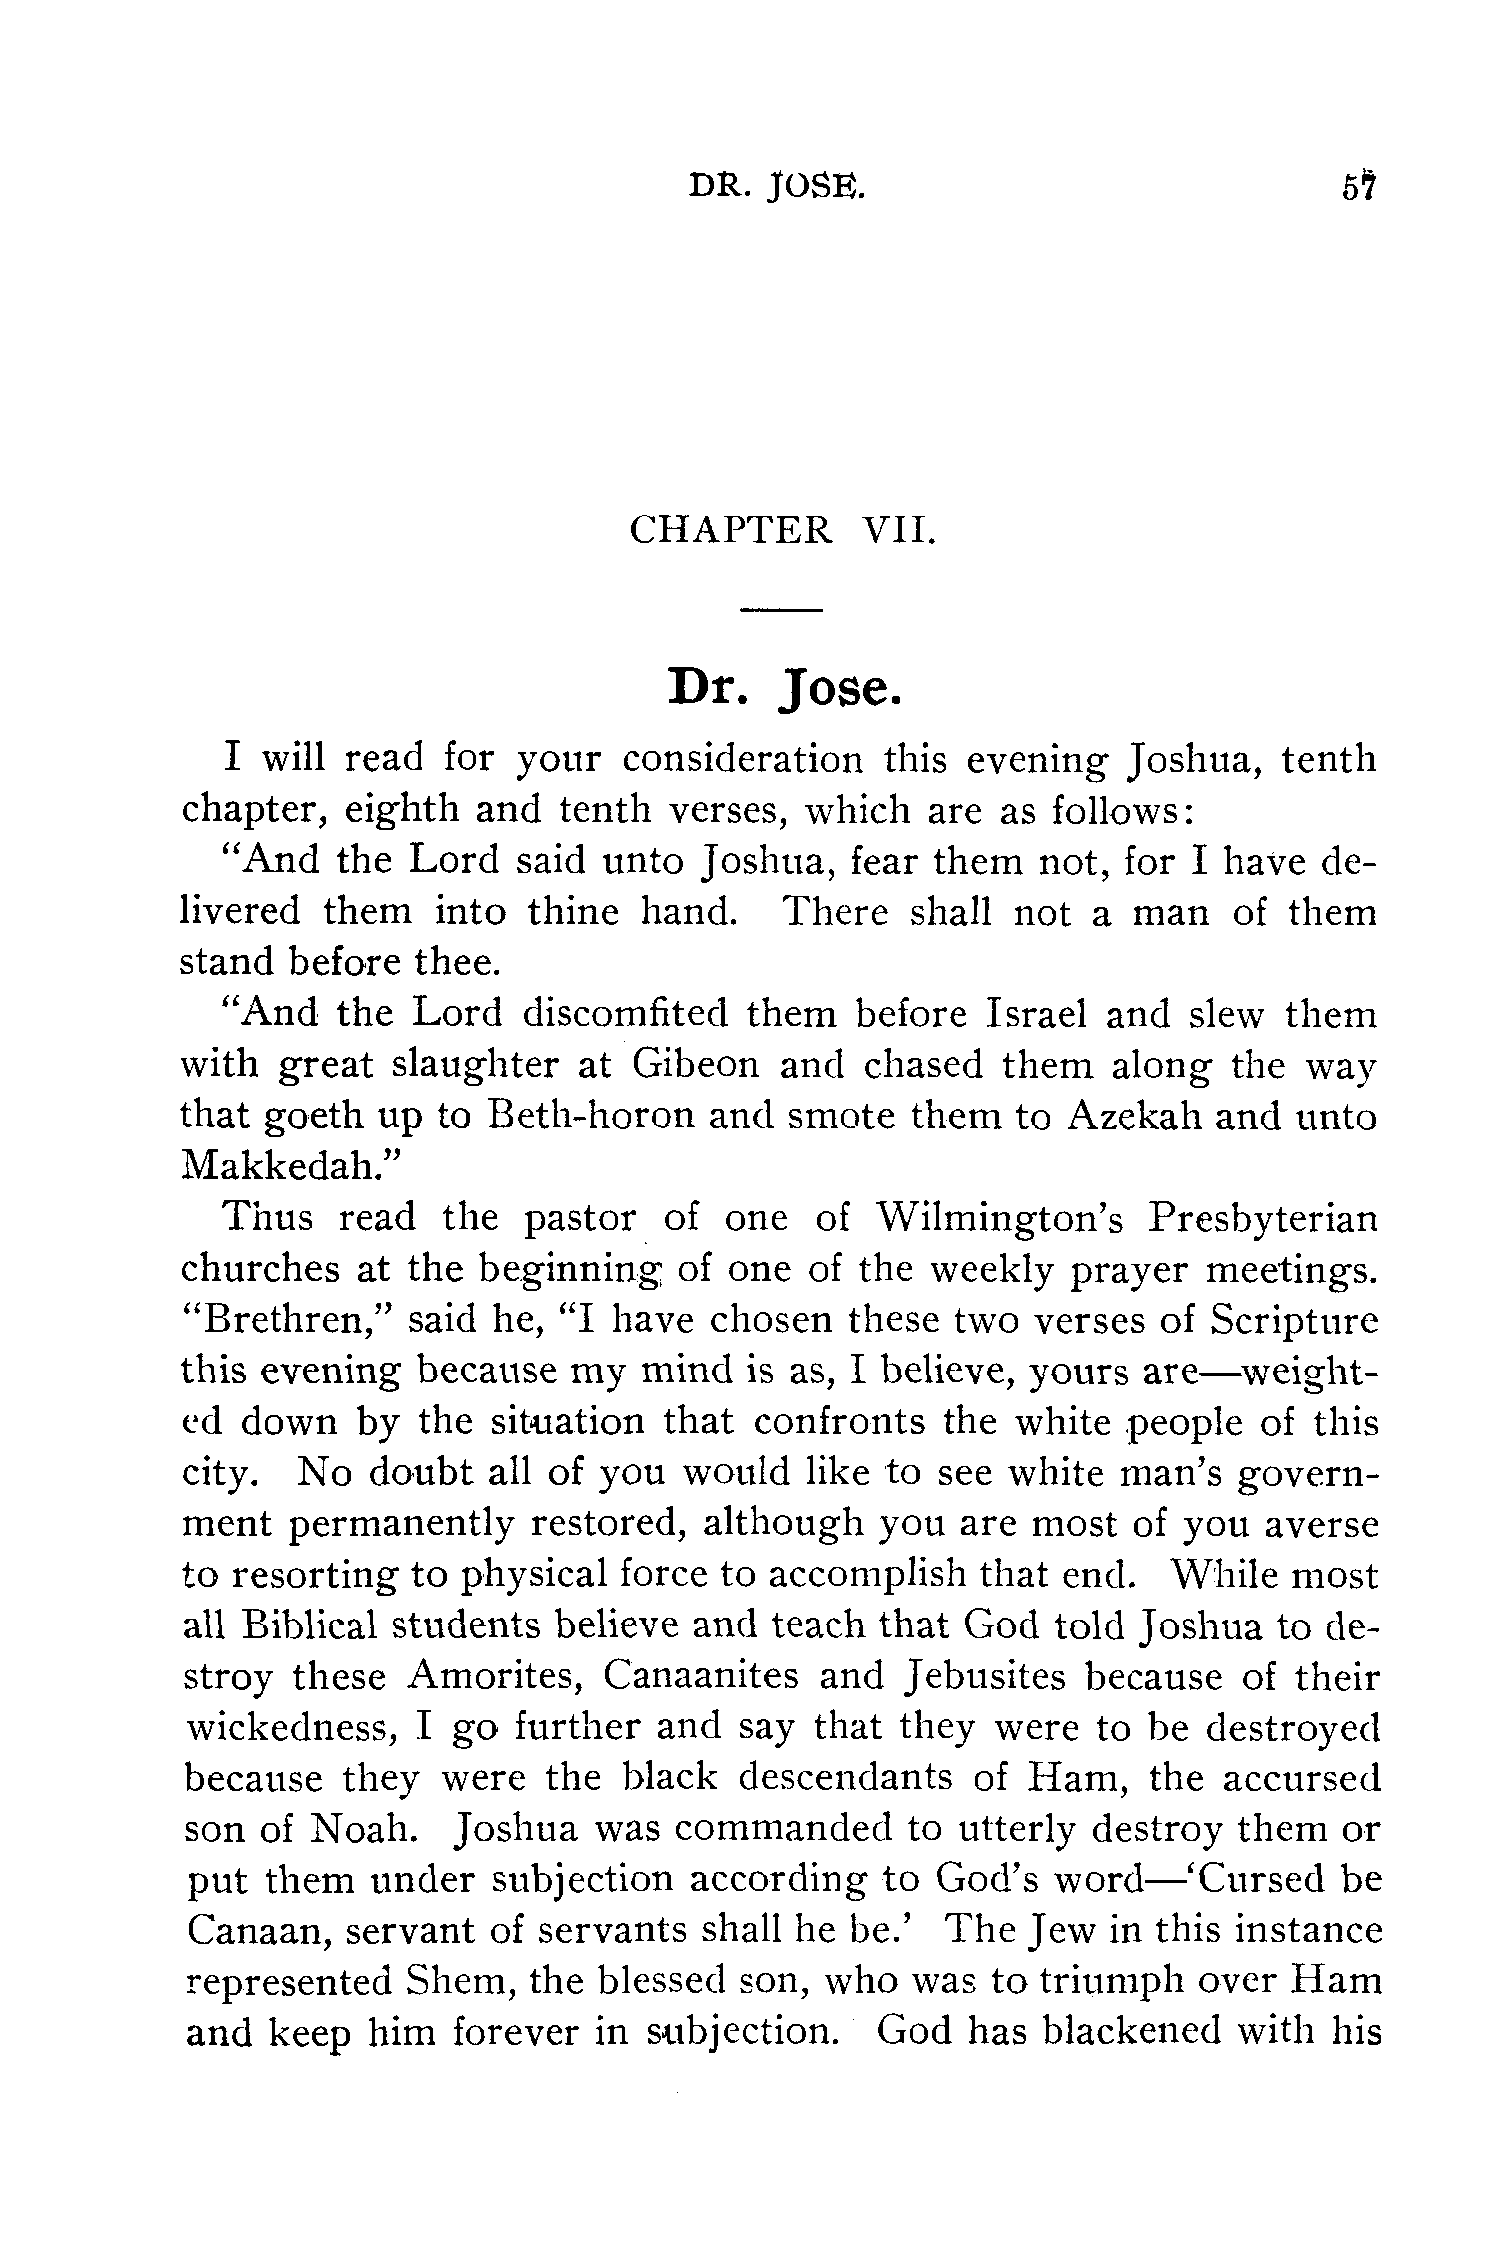 DR. JOSE. 57
CHAPTER VII.
Dr. Jose.
I will read for your consideration this evening Joshua, tenth
chapter, eighth and tenth verses, which are as follows:
"And the Lord said unto Joshua, fear them not, for I have de-
livered them into thine hand. There shall not a man of them
stand before thee.
"And the Lord discomfited them before Israel and slew them
with great slaughter at Gibeon and chased them along the way
that goeth up to Beth-horon and smote them to Azekah and unto
Makkedah."
Thus read the pastor of one of Wilmington's Presbyterian
churches at the beginning of one of the weekly prayer meetings.
"Brethren," said he, "I have chosen these two verses of Scripture
this evening because my mind is as, I believe, yours are—weight-
ed down by the situation that confronts the white people of this
city. No doubt all of you would like to see white man's govern-
ment permanently restored, although you are most of you averse
to resorting to physical force to accomplish that end. While most
all Biblical students believe and teach that God told Joshua to de-
stroy these Amorites, Canaanites and Jebusites because of their
wickedness, I go further and say that they were to be destroyed
because they were the black descendants of Ham, the accursed
son of Noah. Joshua was commanded to utterly destroy them or
put them under subjection according to God's word—'Cursed be
Canaan, servant of servants shall he be.' The Jew in this instance
represented Shem, the blessed son, who was to triumph over Ham
and keep him forever in subjection. God has blackened with his